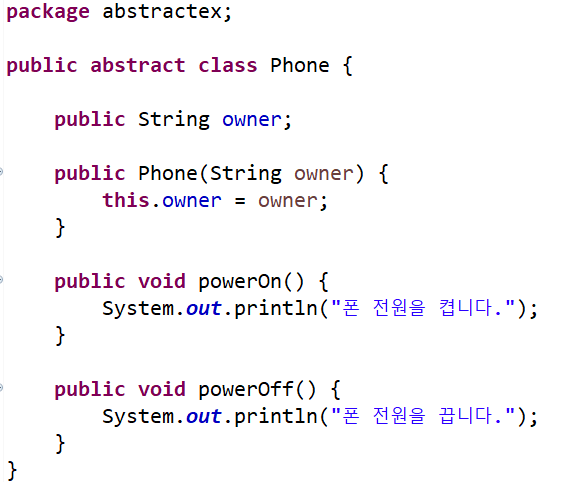 package abstractex;
public abstract class Phone {
public String owner;
public Phone(String owner) {
this.owner = owner;
}
public void powerOn() {
System.out.println("폰 전원을 켭니다.");
}
public void powerOff() {
System.out.println("폰 전원을 끕니다.");
}
}